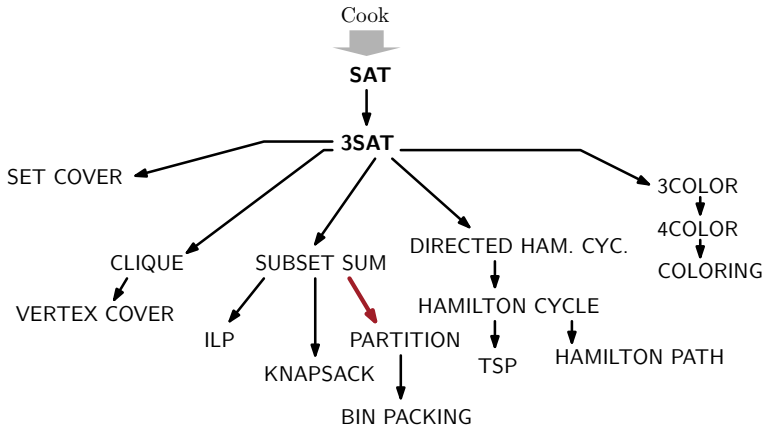 Cook
SAT
3SAT
SET COVER
3COLOR
4COLOR
DIRECTED HAM. CYC.
CLIQUE
SUBSET SUM
COLORING
HAMILTON CYCLE
VERTEX COVER
ILP
PARTITION
HAMILTON PATH
TSP
KNAPSACK
BIN PACKING